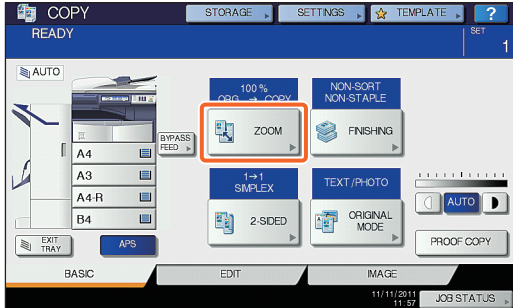 COPY
STORAGE
SETTINGS
TEMPLATE
?
READY
SET
1
AUTO
100 %
ORG. → COPY
NON-SORT
NON-STAPLE
ZOOM
FINISHING
BYPASS
FEED
A4
A3
A4-R
B4
1→1
SIMPLEX
TEXT/PHOTO
2-SIDED
ORIGINAL
MODE
AUTO
EXIT
TRAY
APS
PROOF COPY
BASIC
EDIT
IMAGE
11/11/2011
11:57
JOB STATUS